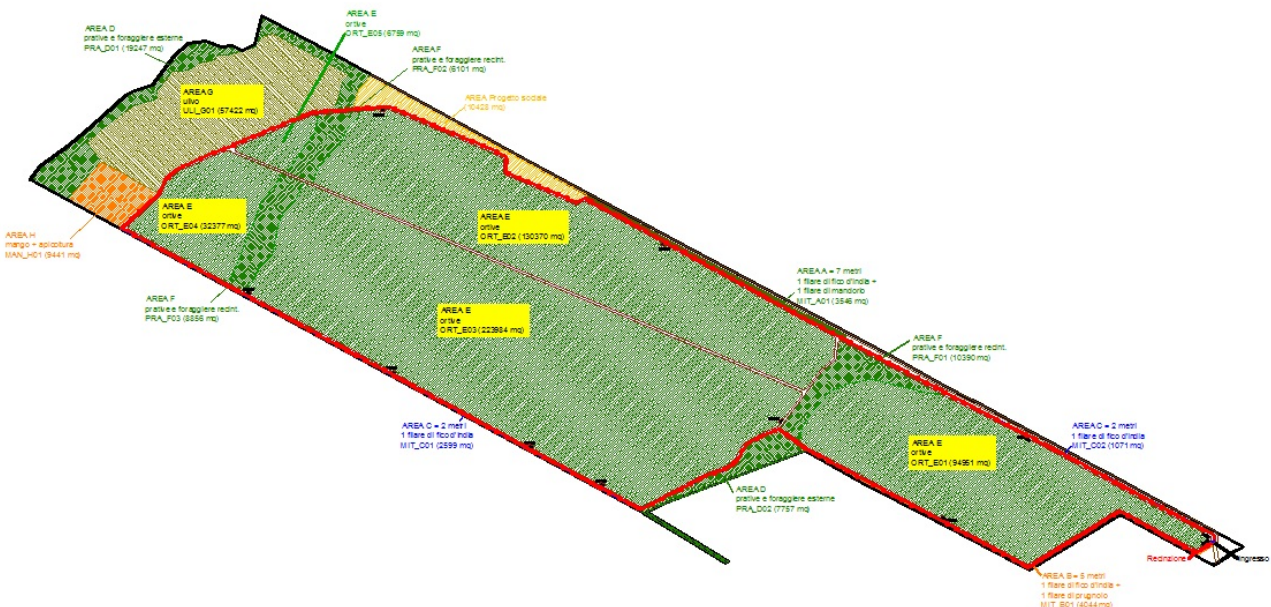 AREA D
prative e foraggiere esterne
PRA_D01 (19247 mq)
AREA E
ortive
ORT_E05 (6759 mq)
AREA F
prative e foraggiere recint.
PRA_F02 (6101 mq)
AREA G
ulivo
ULI_G01 (57422 mq)
AREA Progetto sociale
(10428 mq)
AREA E
ortive
ORT_E04 (32377 mq)
AREA E
ortive
ORT_E02 (130370 mq)
AREA H
mango + apicoltura
MAN_H01 (9441 mq)
AREA A = 7 metri
1 filare di fico d'india +
1 filare di mandorlo
MIT_A01 (3546 mq)
AREA F
prative e foraggiere recint.
PRA_F03 (8856 mq)
AREA E
ortive
ORT_E03 (223984 mq)
AREA F
prative e foraggiere recint.
PRA_F01 (10390 mq)
AREA C = 2 metri
1 filare di fico d'india
MIT_C01 (2599 mq)
AREA C = 2 metri
1 filare di fico d'india
MIT_C02 (1071 mq)
AREA E
ortive
ORT_E01 (94951 mq)
AREA D
prative e foraggiere esterne
PRA_D02 (7757 mq)
Recinzione
Ingresso
AREA B = 5 metri
1 filare di fico d'india +
1 filare di prugnolo
MIT_B01 (4044 mq)